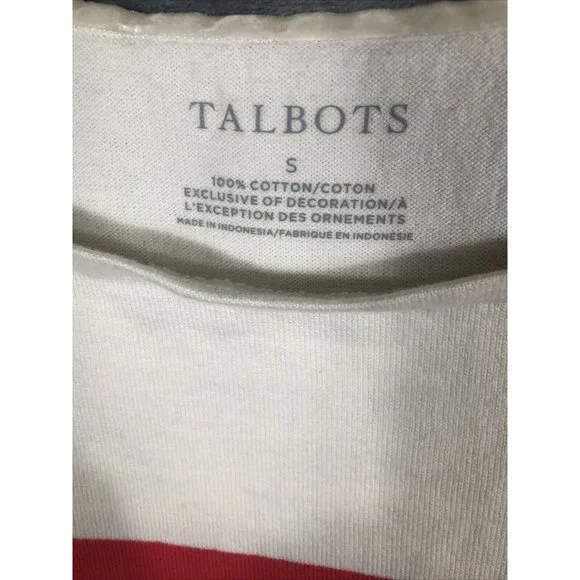 TALBOTS
S
100% COTTON/COTON
EXCLUSIVE OF DECORATION/À
L'EXCEPTION DES ORNEMENTS
MADE IN INDONESIA/FABRIQUÉ EN INDONÉSIE